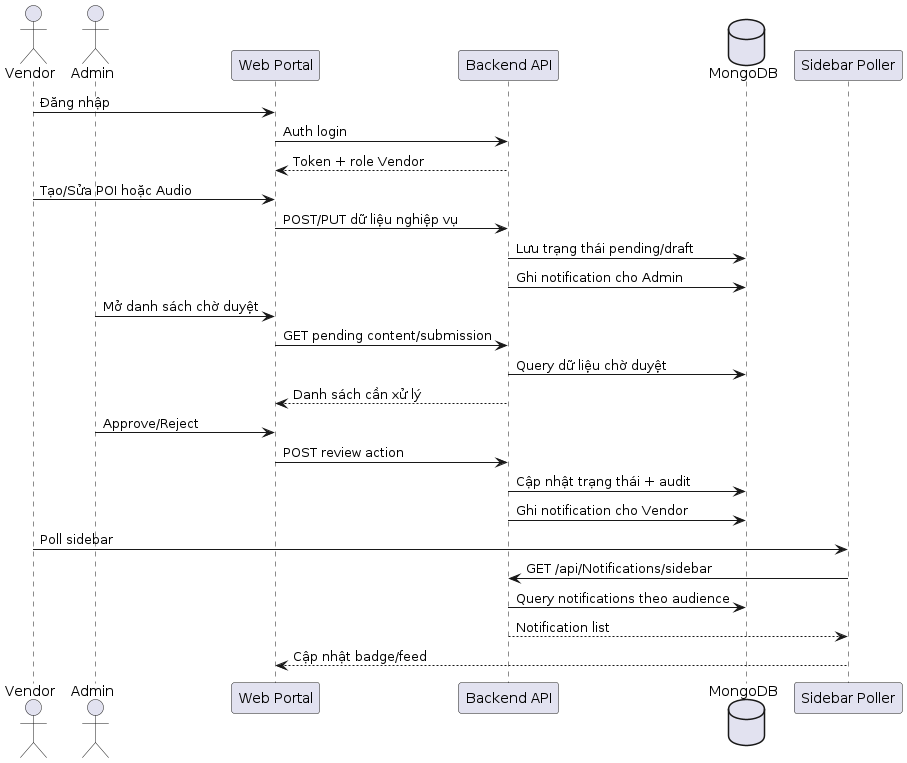 Vendor
Admin
Web Portal
Backend API
MongoDB
Sidebar Poller
Đăng nhập
Auth login
Token + role Vendor
Tạo/Sửa POI hoặc Audio
POST/PUT dữ liệu nghiệp vụ
Lưu trạng thái pending/draft
Ghi notification cho Admin
Mở danh sách chờ duyệt
GET pending content/submission
Query dữ liệu chờ duyệt
Danh sách cần xử lý
Approve/Reject
POST review action
Cập nhật trạng thái + audit
Ghi notification cho Vendor
Poll sidebar
GET /api/Notifications/sidebar
Query notifications theo audience
Notification list
Cập nhật badge/feed
Vendor
Admin
Web Portal
Backend API
MongoDB
Sidebar Poller